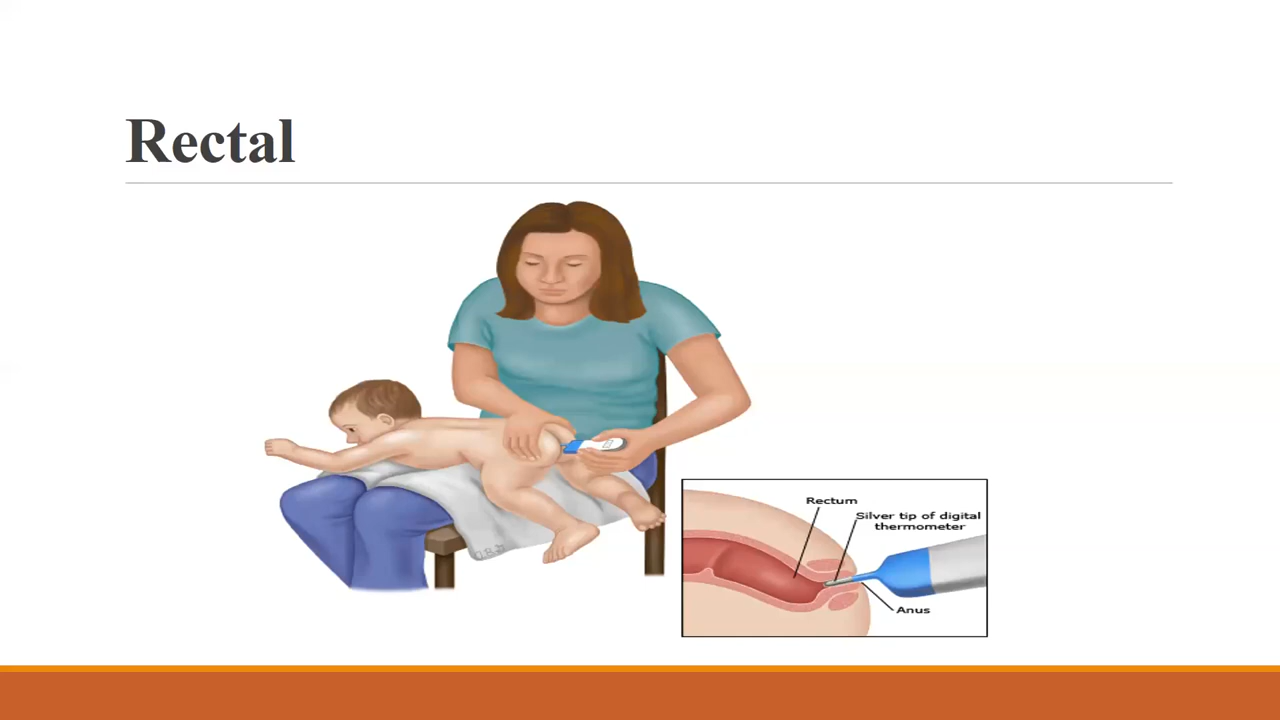 Rectal
Rectum
Silver tip of digital
thermometer
Anus